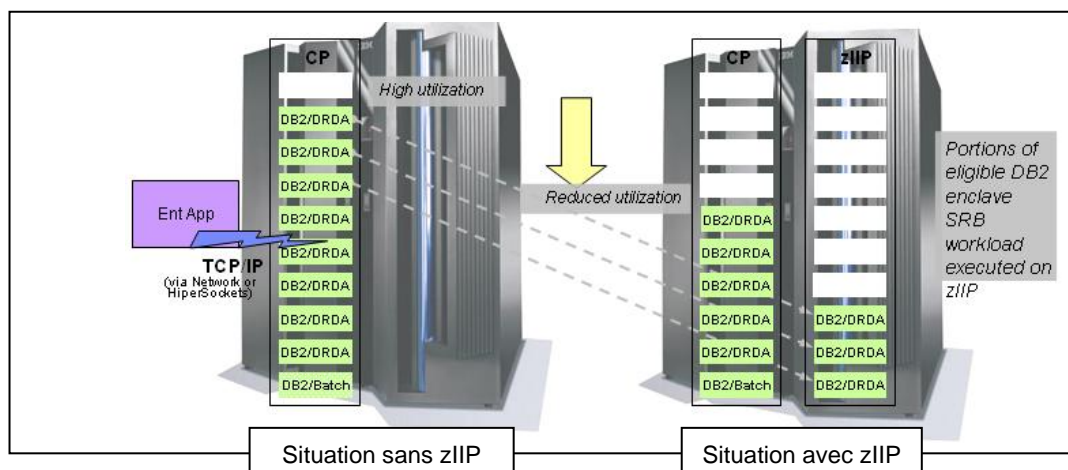 CP
High utilization
DB2/DRDA
DB2/DRDA
DB2/DRDA
DB2/DRDA
DB2/DRDA
DB2/DRDA
DB2/DRDA
DB2/DRDA
DB2/Batch
Ent App
TCP/IP
(via Network or
HiperSockets)
Reduced utilization
CP
DB2/DRDA
DB2/DRDA
DB2/DRDA
DB2/DRDA
DB2/DRDA
DB2/Batch
zIIP
DB2/DRDA
DB2/DRDA
DB2/DRDA
Portions of
eligible DB2
enclave
SRB
workload
executed on
zIIP
Situation sans zIIP
Situation avec zIIP